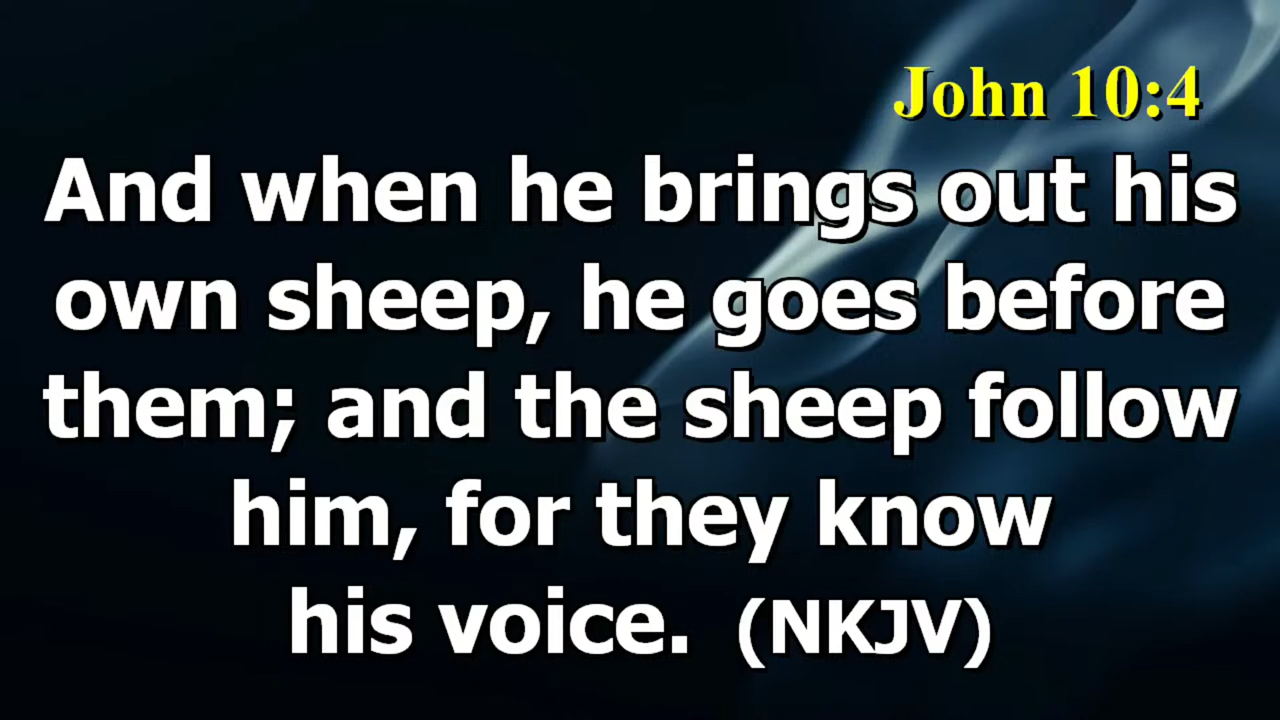 John 10:4
And when he brings out his
own sheep, he goes before
them; and the sheep follow
him, for they know
his voice. (NKJV)